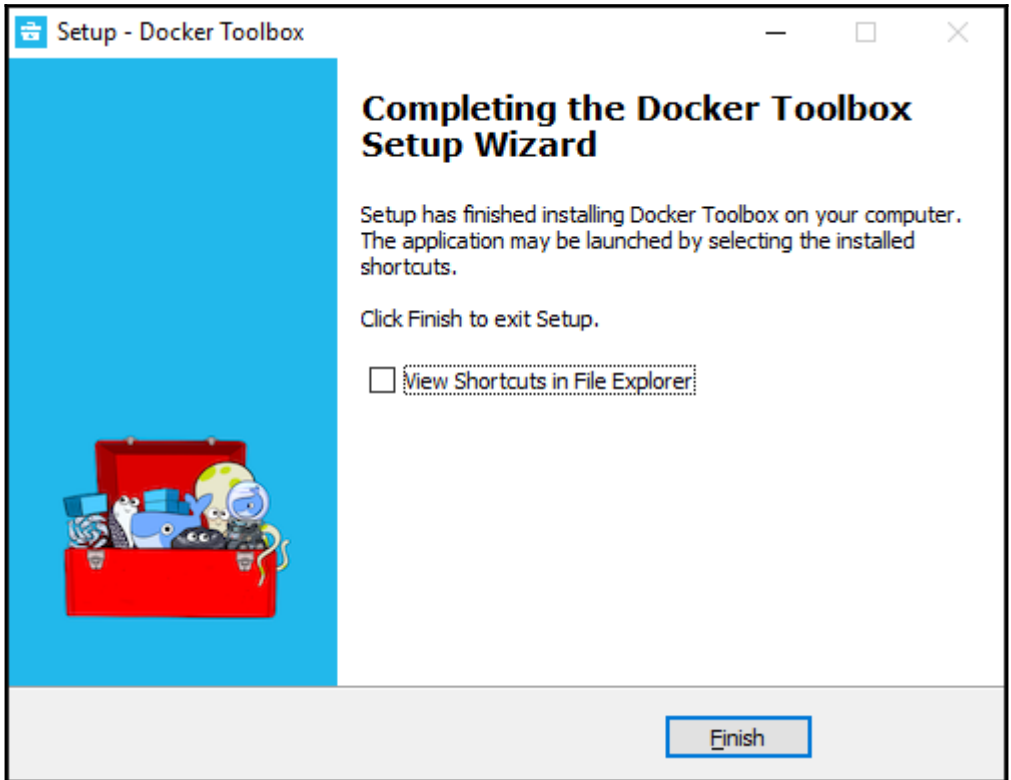 Setup - Docker Toolbox
Completing the Docker Toolbox
Setup Wizard
Setup has finished installing Docker Toolbox on your computer.
The application may be launched by selecting the installed
shortcuts.
Click Finish to exit Setup.
View Shortcuts in File Explorer
Finish